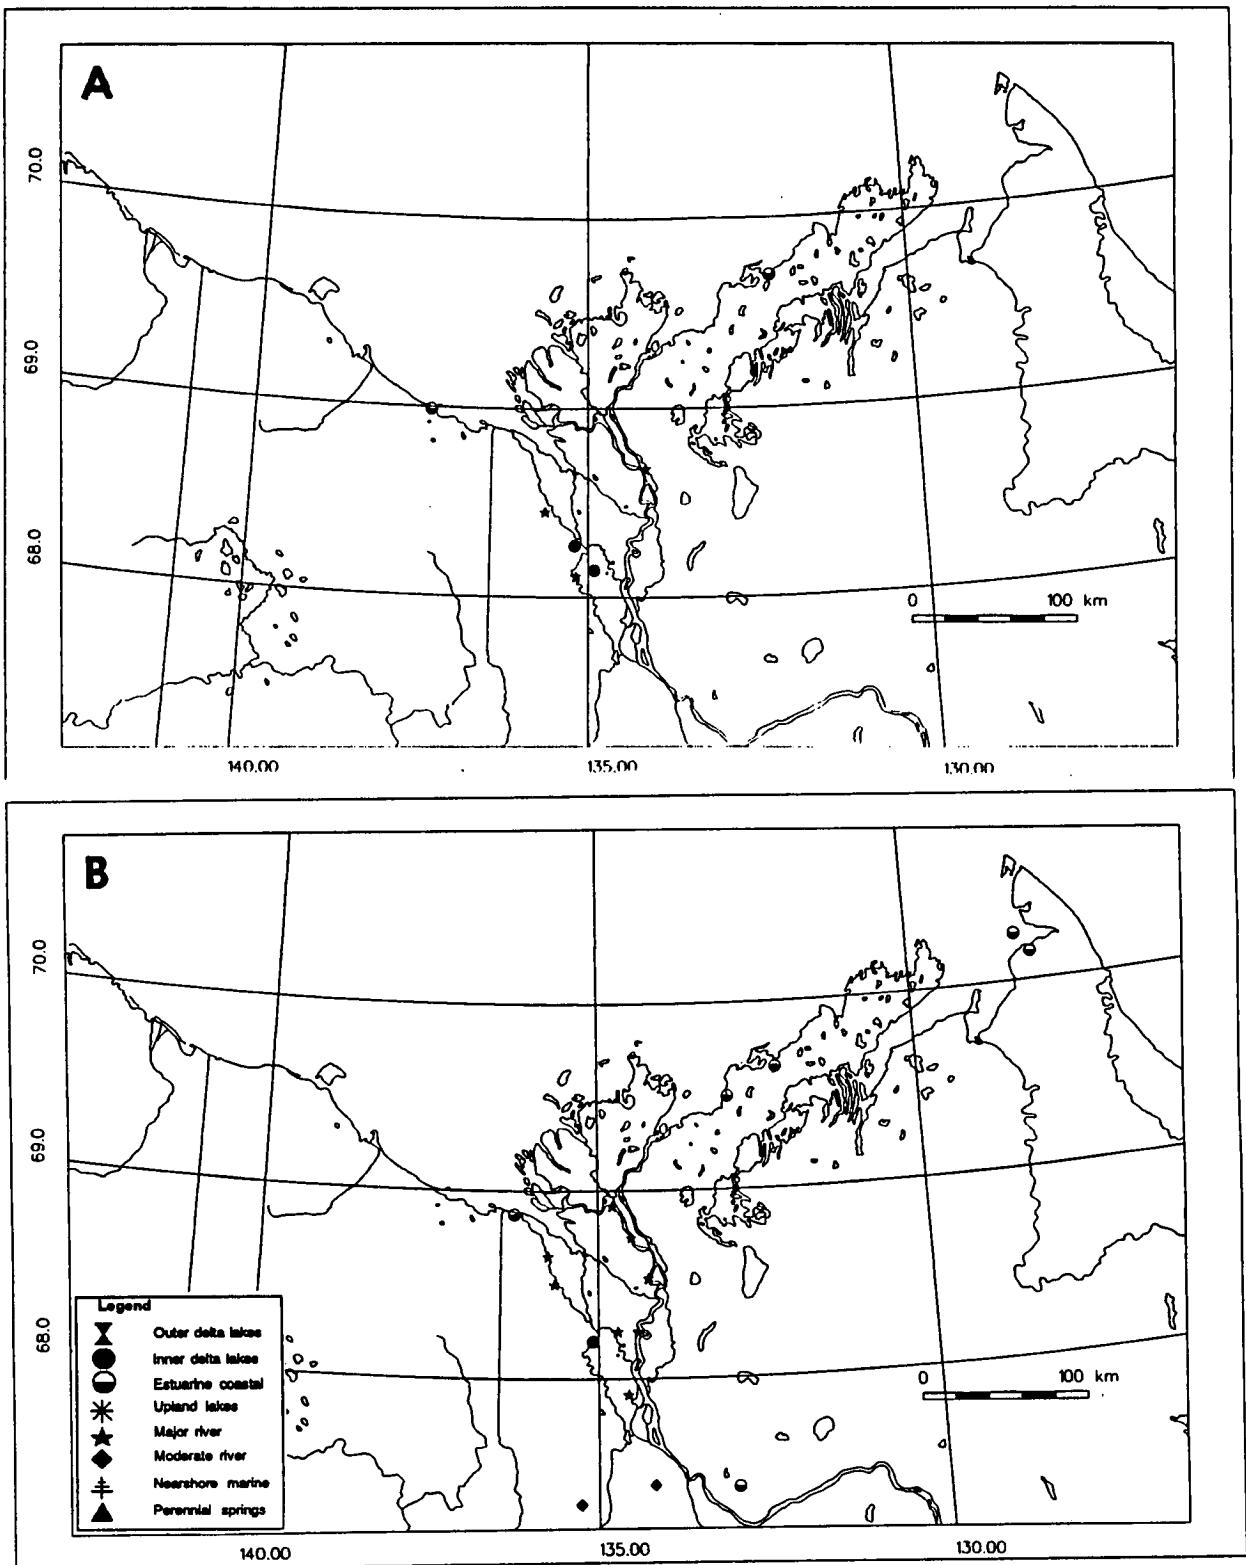 A
70.0
69.0
68.0
0 100 km
140.00 135.00 130.00
B
70.0
69.0
68.0
0 100 km
Legend
Outer delta lakes
Inner delta lakes
Estuarine coastal
Upland lakes
Major river
Moderate river
Nearshore marine
Perennial springs
140.00 135.00 130.00